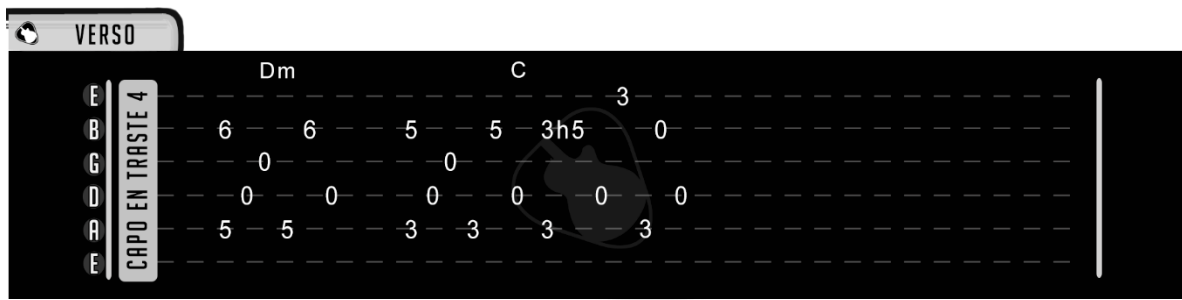 VERSO
Dm C
CAPO EN TRASTE 4
E — — — 3 — — —
B — 6 — 6 — 5 — 5 — 3h5 — 0 — — —
G — 0 — 0 — — —
D — 0 — 0 — 0 — 0 — 0 — 0 — — —
A — 5 — 5 — 3 — 3 — 3 — 3 — — —
E — — —